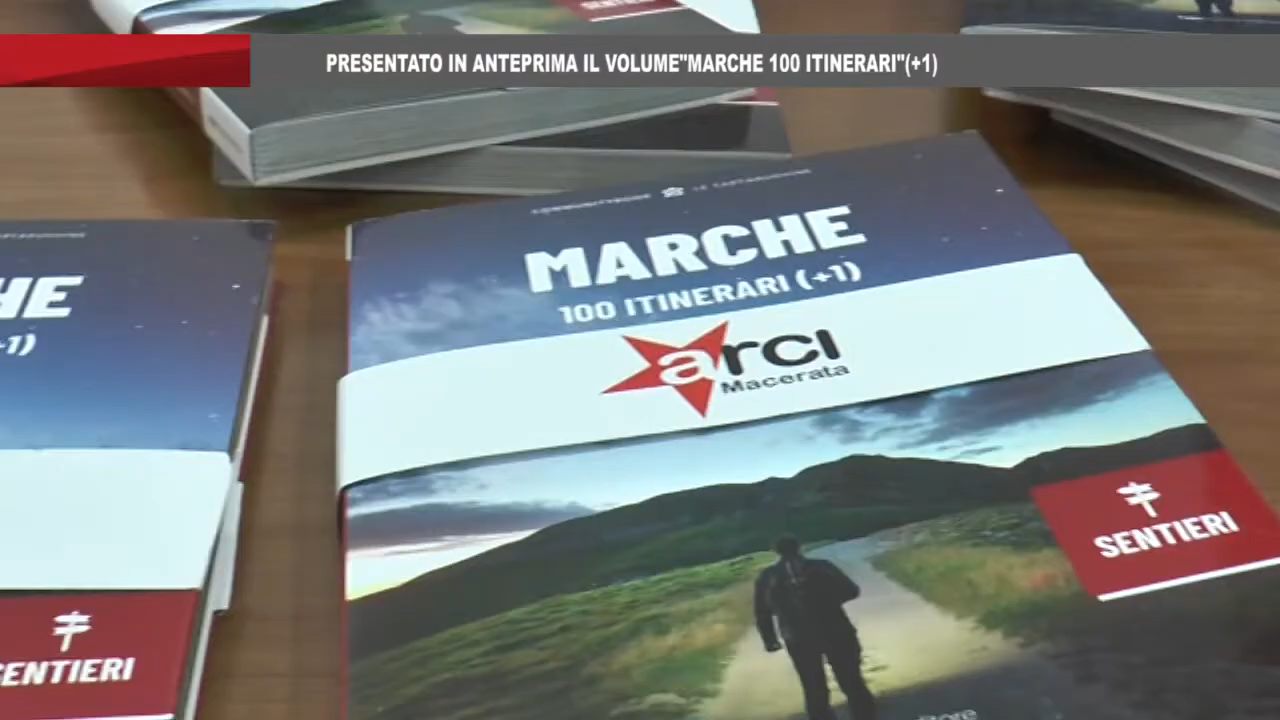 PRESENTATO IN ANTEPRIMA IL VOLUME"MARCHE 100 ITINERARI"(+1)
MARCHE
100 ITINERARI (+1)
arci
Macerata
SENTIERI
HE
+1)
SENTIERI